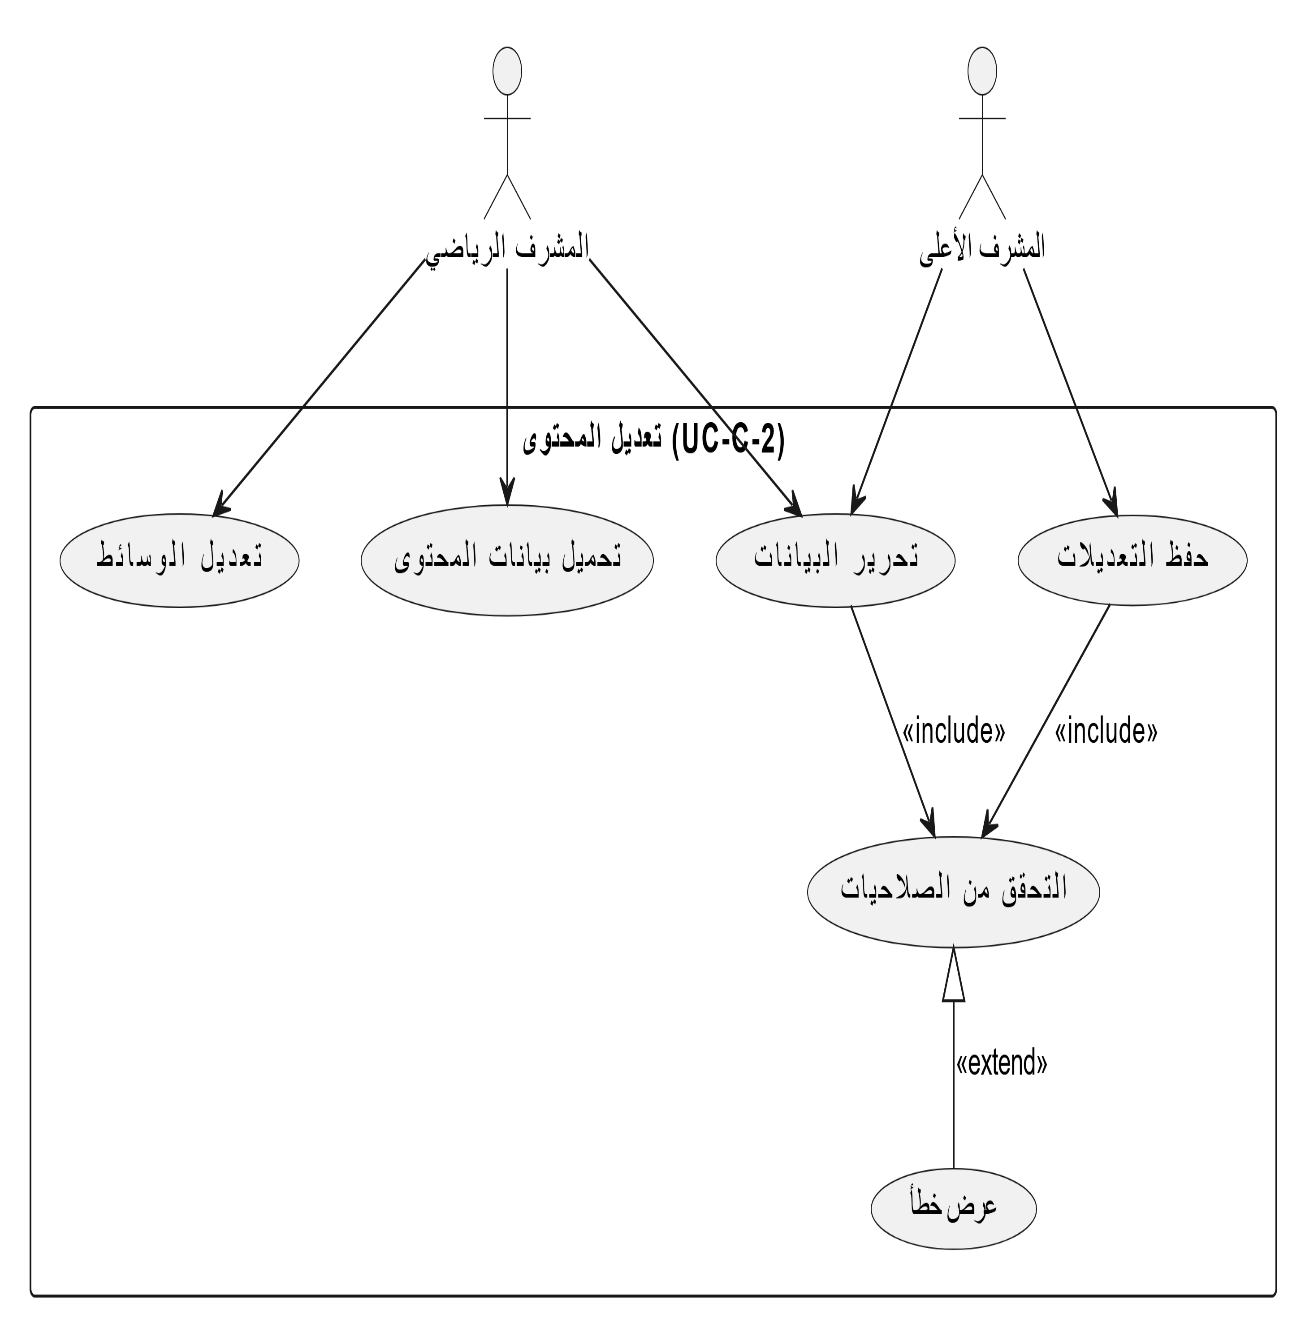 المشرف الرياضي
المشرف الأعلى
تعديل المحتوى (UC-C-2)
تعديل الوسائط
تحميل بيانات المحتوى
تحرير البيانات
حفظ التعديلات
«include»
«include»
التحقق من الصلاحيات
«extend»
عرض خطأ